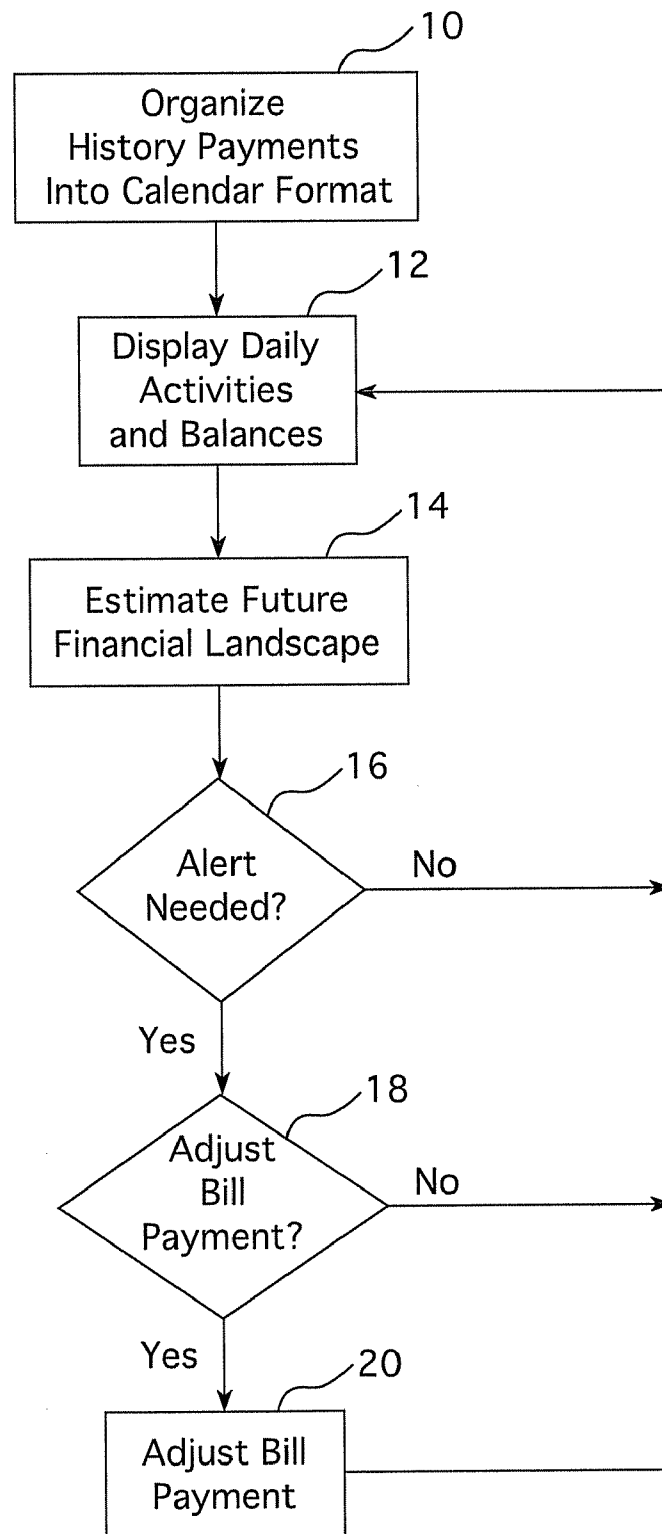 10
Organize
History Payments
Into Calendar Format
12
Display Daily
Activities
and Balances
14
Estimate Future
Financial Landscape
16
Alert
Needed?
No
Yes
18
Adjust
Bill
Payment?
No
Yes
20
Adjust Bill
Payment